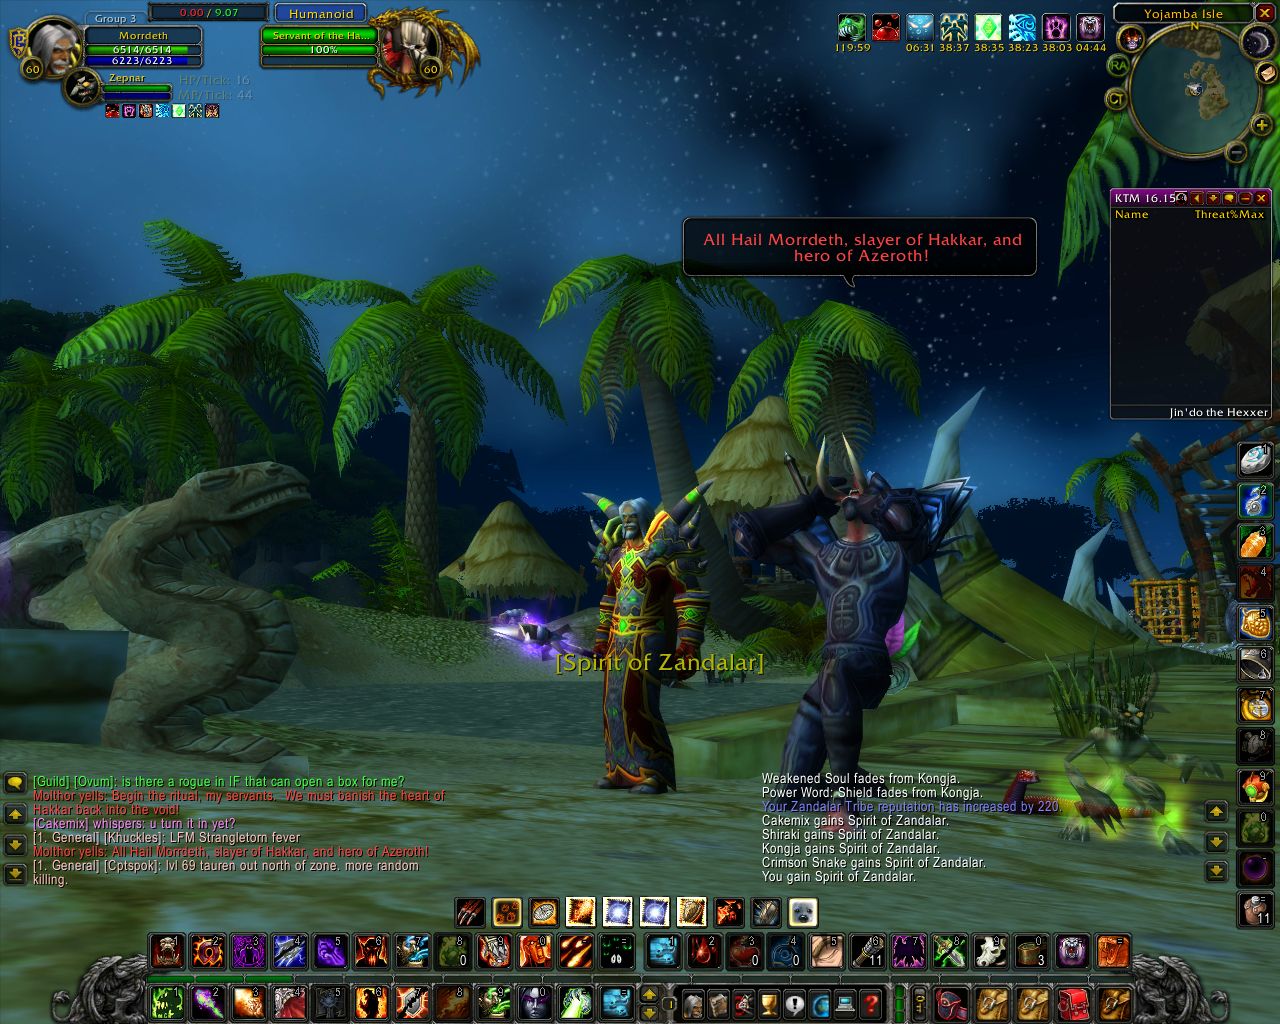 Group 3
0.00 / 9.07
Humanoid
Yojamba Isle
Morrdeth
Servant of the Ha...
6514/6514
100%
6223/6223
60
60
Zepnar
HP/Tick: 16
MP/Tick: 44
119:59
06:31
38:37
38:35
38:23
38:03
04:44
N
RA
CT
KTM 16.15
Name
Threat
%Max
Jin'do the Hexxer
All Hail Morrdeth, slayer of Hakkar, and
hero of Azeroth!
[Spirit of Zandalar]
[Guild] [Ovum]: is there a rogue in IF that can open a box for me?
Molthor yells: Begin the ritual, my servants. We must banish the heart of
Hakkar back into the void!
[Cakemix] whispers: u turn it in yet?
[1. General] [Khuckles]: LFM Strangletorn fever
Molthor yells: All Hail Morrdeth, slayer of Hakkar, and hero of Azeroth!
[1. General] [Cptspok]: lvl 69 tauren out north of zone. more random
killing.
Weakened Soul fades from Kongja.
Power Word: Shield fades from Kongja.
Your Zandalar Tribe reputation has increased by 220.
Cakemix gains Spirit of Zandalar.
Shiraki gains Spirit of Zandalar.
Kongja gains Spirit of Zandalar.
Crimson Snake gains Spirit of Zandalar.
You gain Spirit of Zandalar.